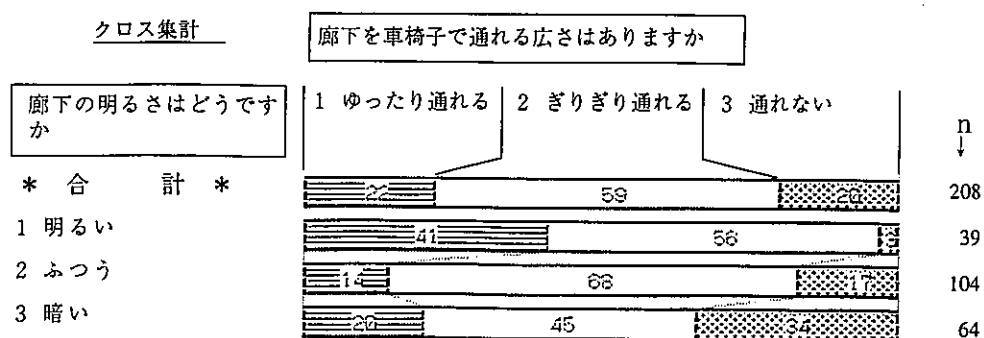 クロス集計
廊下を車椅子で通れる広さはありますか
廊下の明るさはどうです
か
1 ゆったり通れる 2 ぎりぎり通れる 3 通れない
n
↓
* 合 計 * 22 59 20 208
1 明るい 41 56 3 39
2 ふつう 14 68 17 104
3 暗い 20 45 34 64